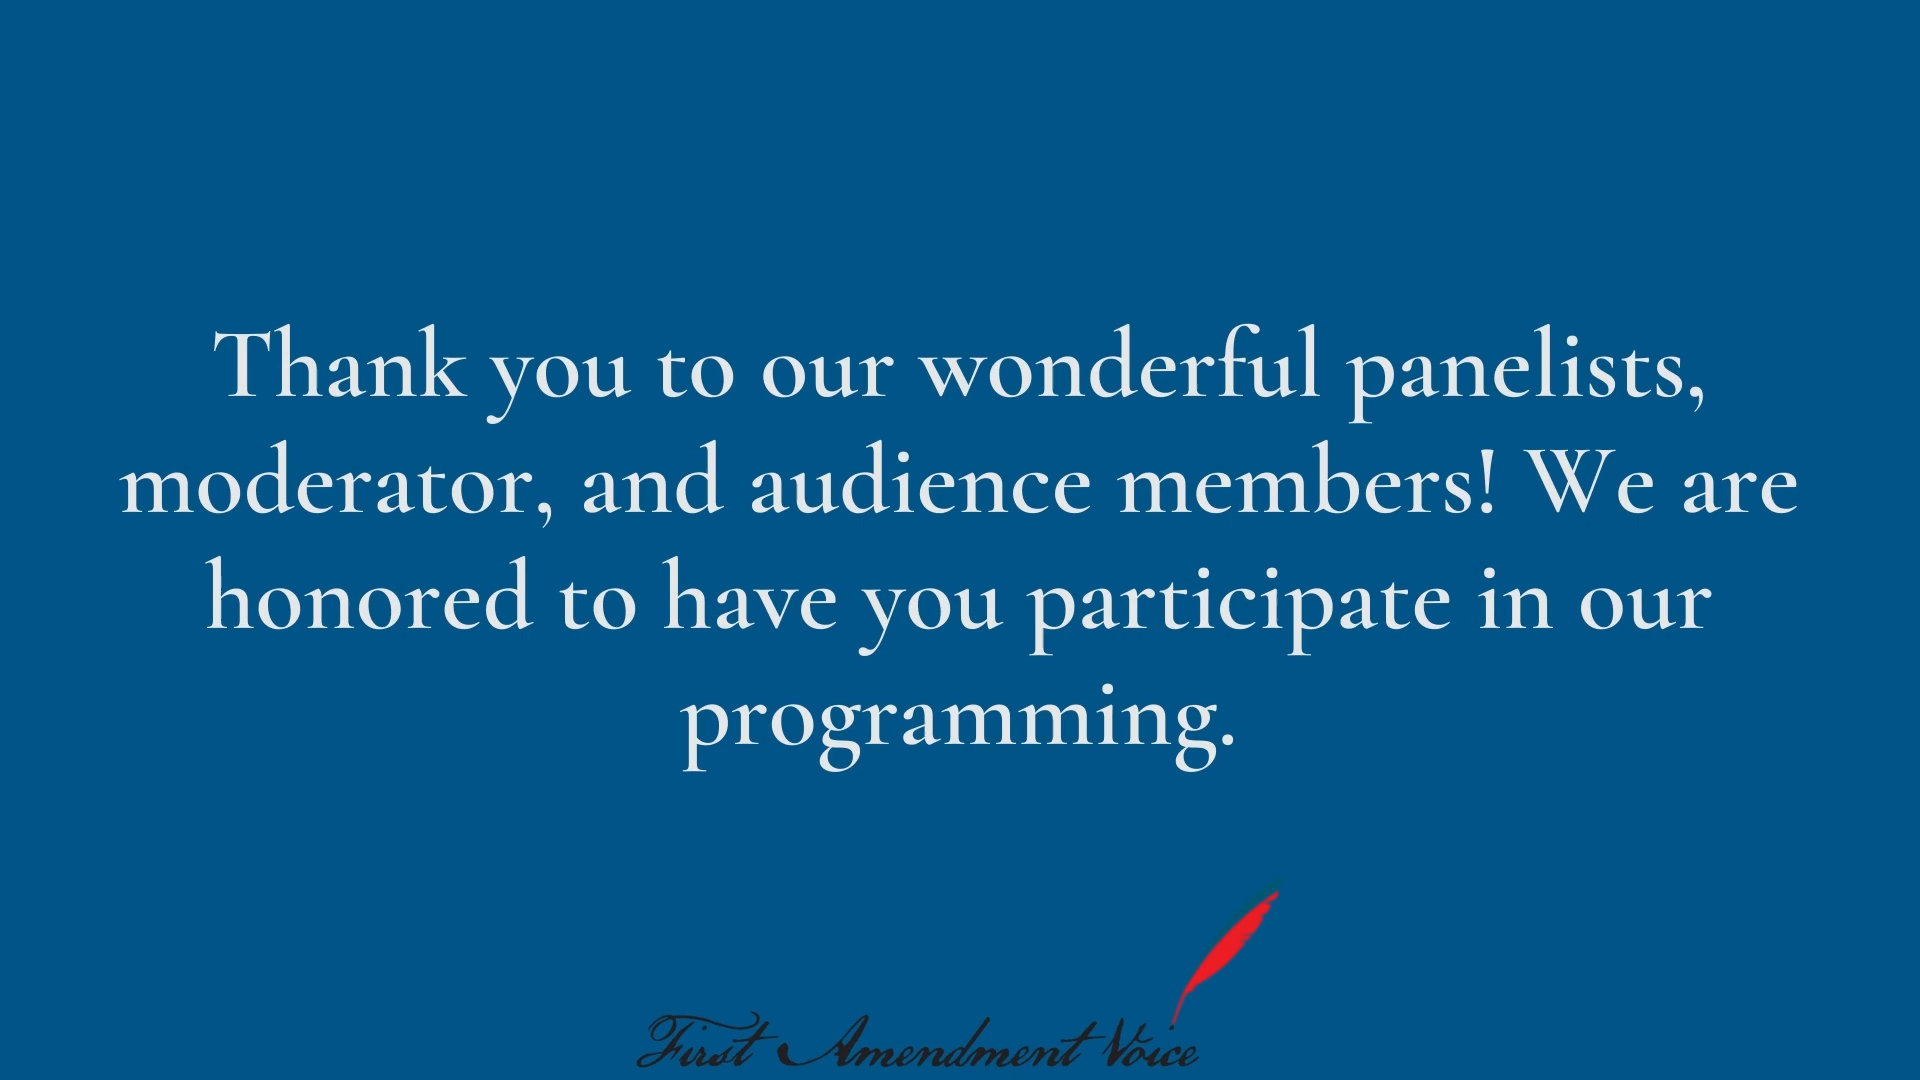 Thank you to our wonderful panelists,
moderator, and audience members! We are
honored to have you participate in our
programming.
First Amendment Voice